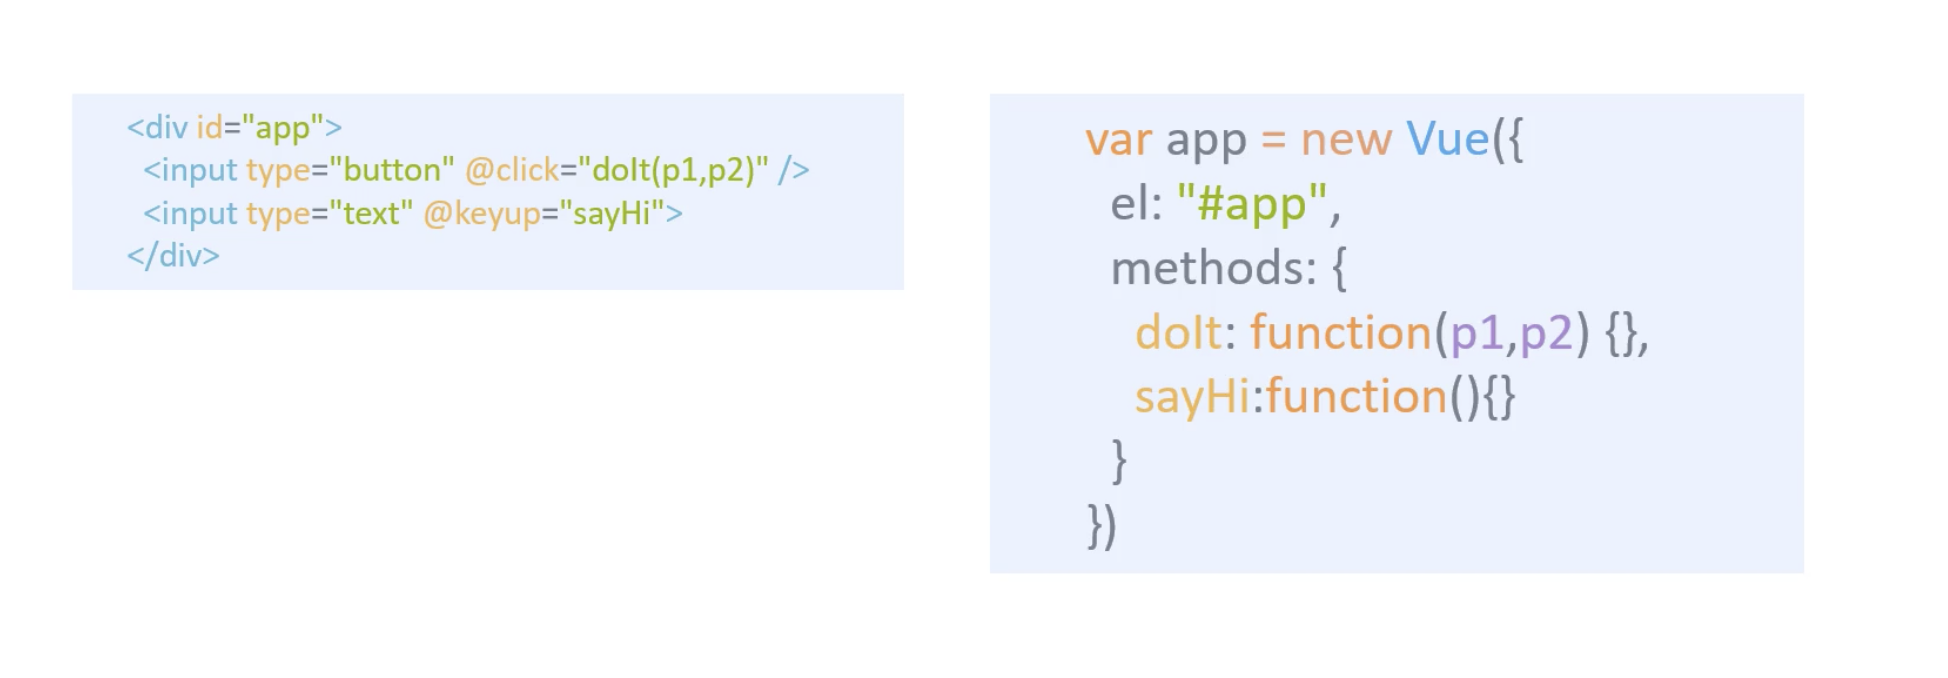 <div id="app">
<input type="button" @click="doIt(p1,p2)" />
<input type="text" @keyup="sayHi">
</div>
var app = new Vue({
el: "#app",
methods: {
doIt: function(p1,p2) {},
sayHi:function(){}
}
})